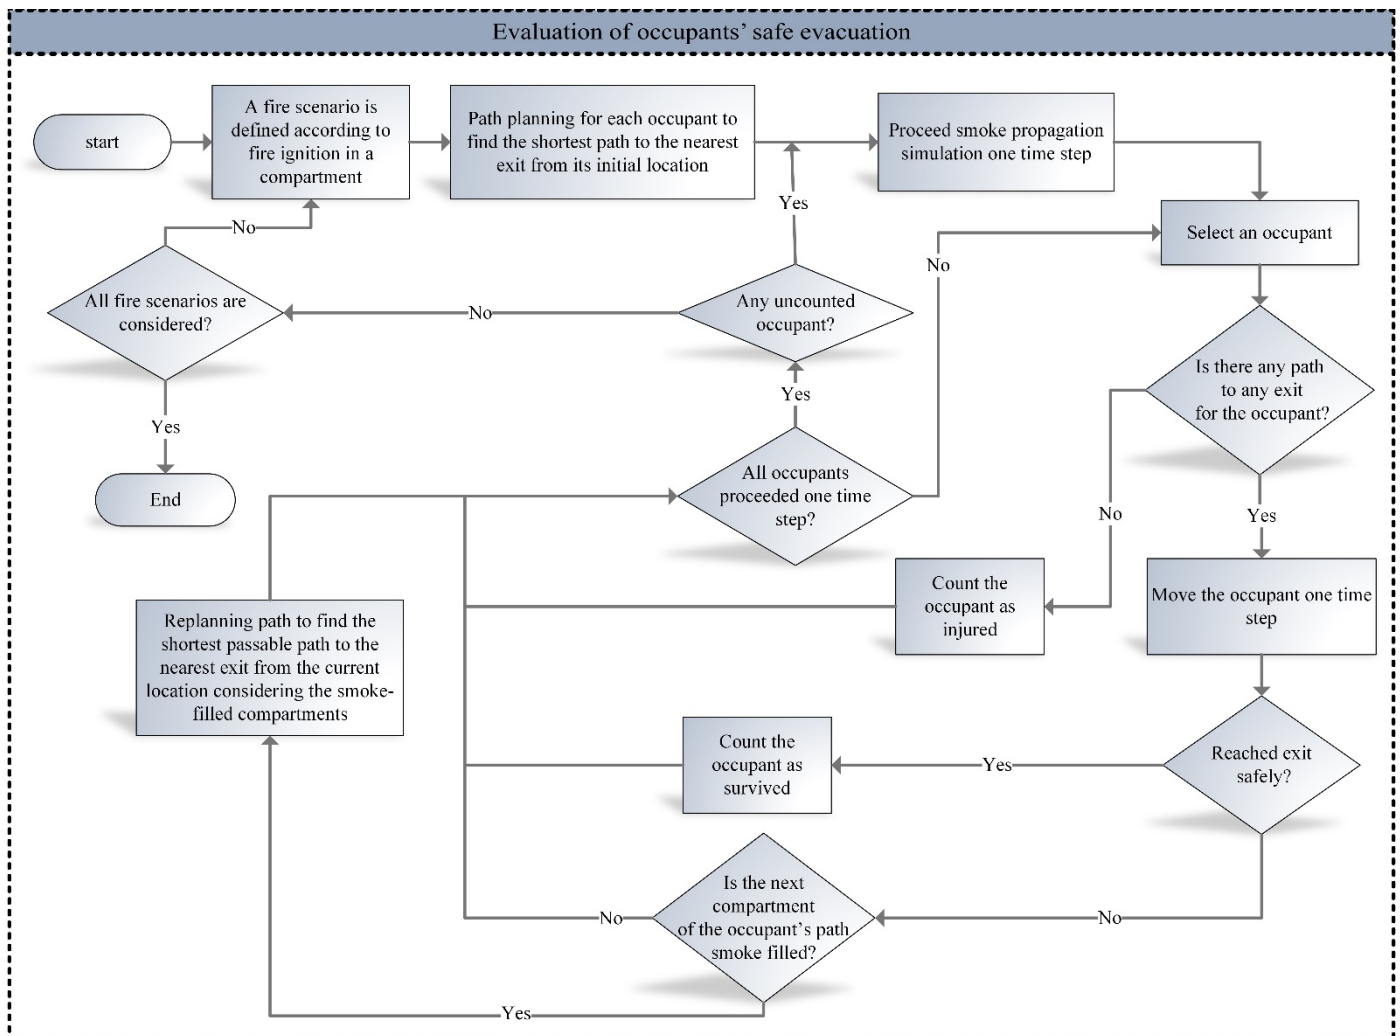 Evaluation of occupants' safe evacuation
start
A fire scenario is
defined according to
fire ignition in a
compartment
Path planning for each occupant to
find the shortest path to the nearest
exit from its initial location
Proceed smoke propagation
simulation one time step
Select an occupant
Yes
No
No
All fire scenarios are
considered?
No
Any uncounted
occupant?
Is there any path
to any exit
for the occupant?
Yes
Yes
End
All occupants
proceeded one time
step?
No
Yes
Count the
occupant as
injured
Move the occupant one time
step
Replanning path to find the
shortest passable path to the
nearest exit from the current
location considering the smoke-
filled compartments
Count the
occupant as
survived
Yes
Reached exit
safely?
Is the next
compartment
of the occupant's path
smoke filled?
No
No
Yes